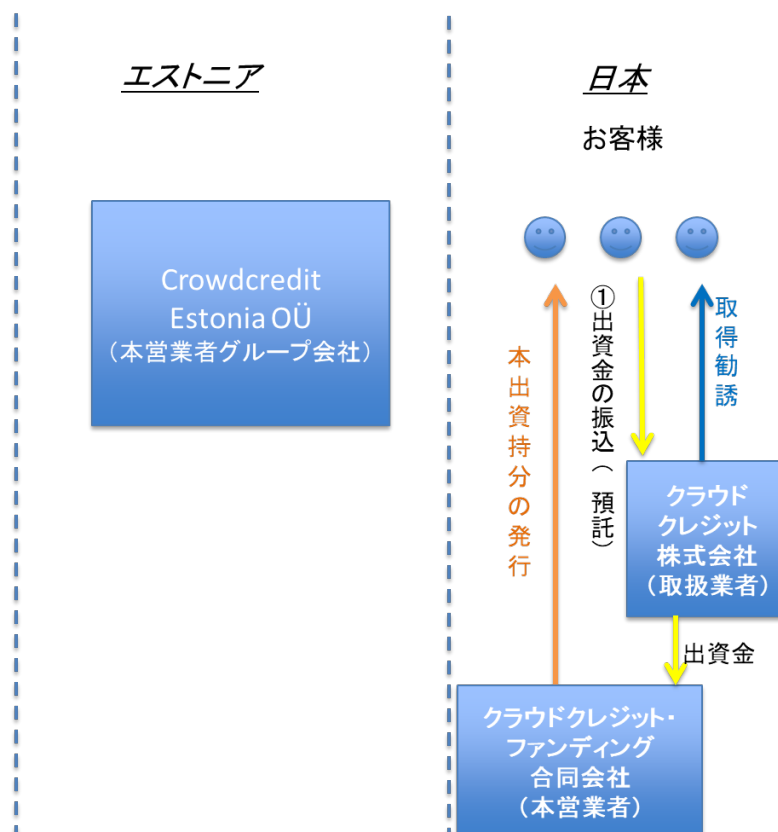 エストニア
日本
お客様
Crowdcredit
Estonia OÜ
（本営業者グループ会社）
本出資持分の発行
①出資金の振込（預託）
取得勧誘
クラウド
クレジット
株式会社
（取扱業者）
出資金
クラウドクレジット・
ファンディング
合同会社
（本営業者）